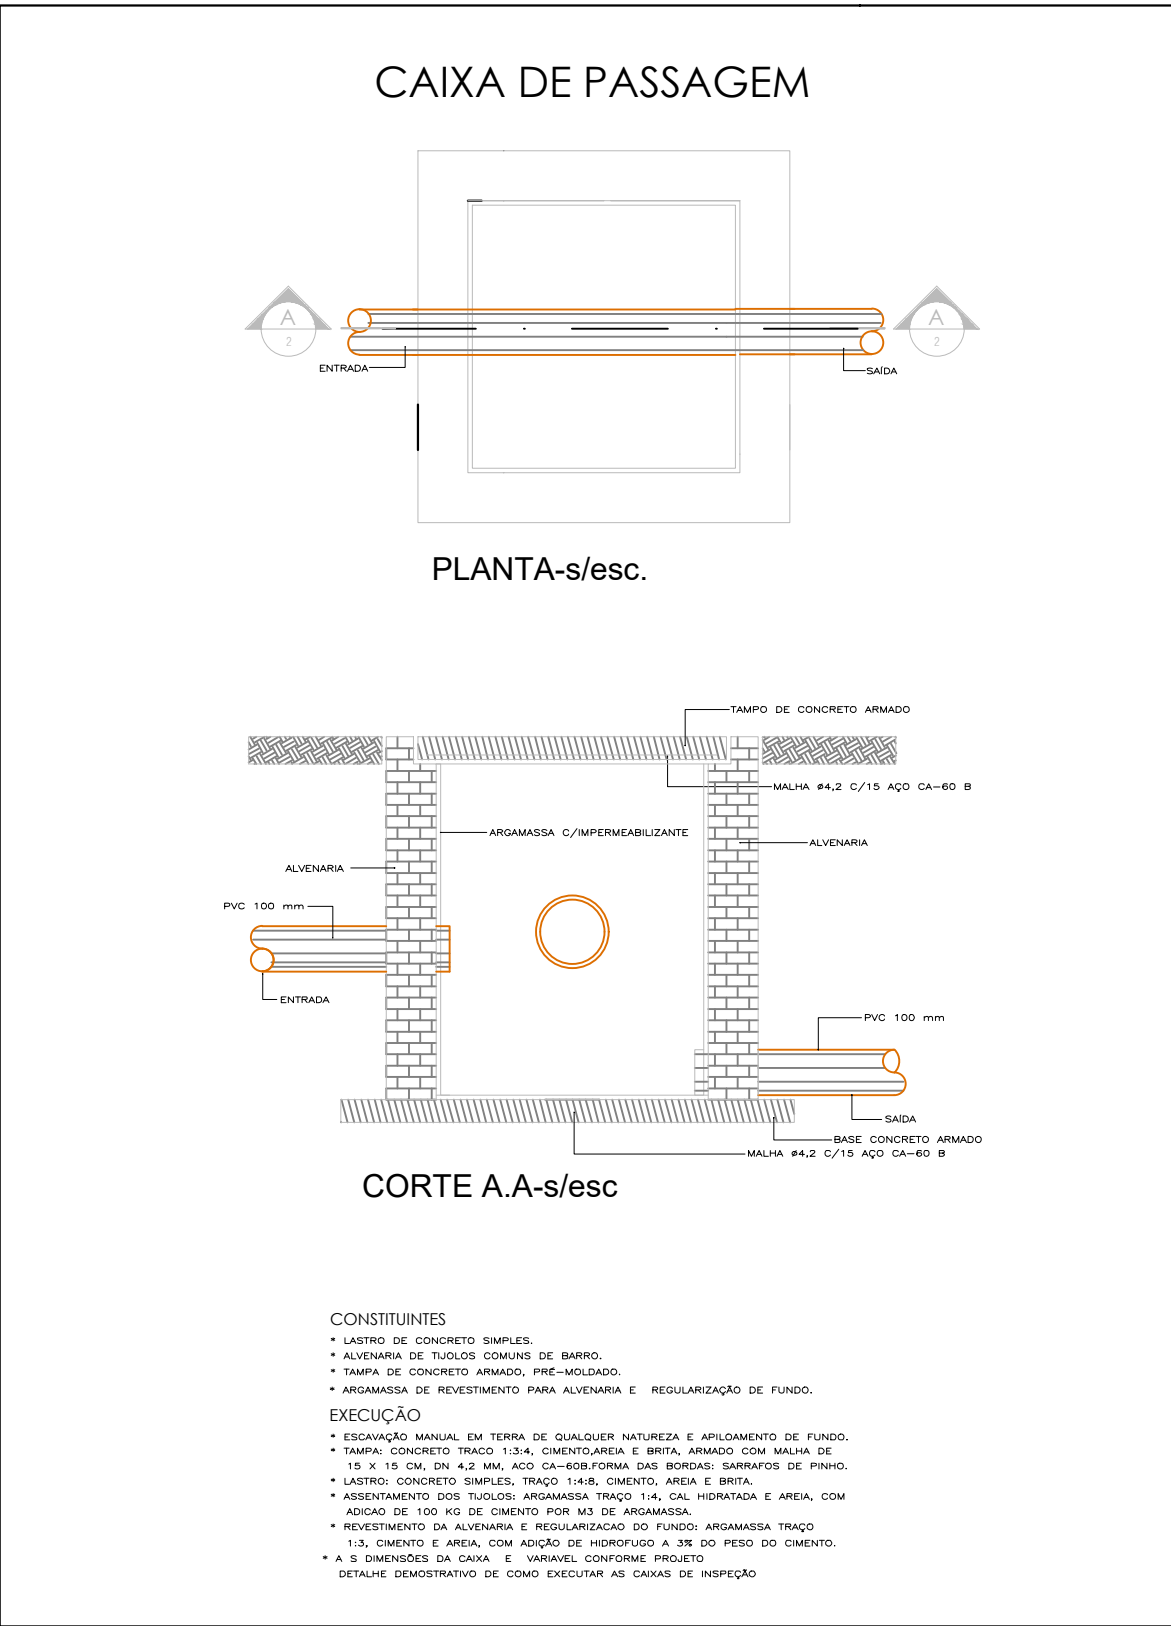 CAIXA DE PASSAGEM
A
2
A
2
ENTRADA
SAÍDA
PLANTA-s/esc.
TAMPO DE CONCRETO ARMADO
MALHA ø4,2 C/15 AÇO CA-60 B
ARGAMASSA C/IMPERMEABILIZANTE
ALVENARIA
ALVENARIA
PVC 100 mm
ENTRADA
PVC 100 mm
SAÍDA
BASE CONCRETO ARMADO
MALHA ø4,2 C/15 AÇO CA-60 B
CORTE A.A-s/esc
CONSTITUINTES
* LASTRO DE CONCRETO SIMPLES.
* ALVENARIA DE TIJOLOS COMUNS DE BARRO.
* TAMPA DE CONCRETO ARMADO, PRÉ-MOLDADO.
* ARGAMASSA DE REVESTIMENTO PARA ALVENARIA E REGULARIZAÇÃO DE FUNDO.
EXECUÇÃO
* ESCAVAÇÃO MANUAL EM TERRA DE QUALQUER NATUREZA E APILOAMENTO DE FUNDO.
* TAMPA: CONCRETO TRACO 1:3:4, CIMENTO,AREIA E BRITA, ARMADO COM MALHA DE
15 X 15 CM, DN 4,2 MM, ACO CA-60B.FORMA DAS BORDAS: SARRAFOS DE PINHO.
* LASTRO: CONCRETO SIMPLES, TRAÇO 1:4:8, CIMENTO, AREIA E BRITA.
* ASSENTAMENTO DOS TIJOLOS: ARGAMASSA TRAÇO 1:4, CAL HIDRATADA E AREIA, COM
ADICAO DE 100 KG DE CIMENTO POR M3 DE ARGAMASSA.
* REVESTIMENTO DA ALVENARIA E REGULARIZACAO DO FUNDO: ARGAMASSA TRAÇO
1:3, CIMENTO E AREIA, COM ADIÇÃO DE HIDROFUGO A 3% DO PESO DO CIMENTO.
* A S DIMENSÕES DA CAIXA E VARIAVEL CONFORME PROJETO
DETALHE DEMOSTRATIVO DE COMO EXECUTAR AS CAIXAS DE INSPEÇÃO